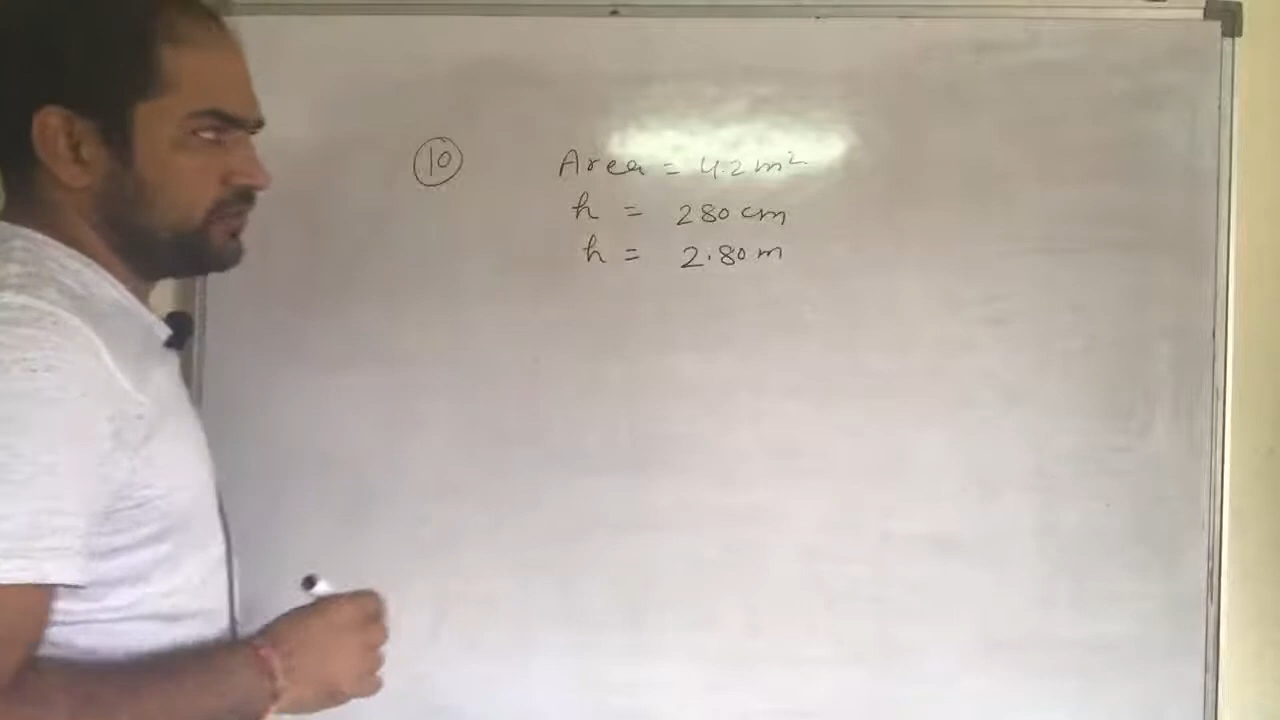 10 Area = 4.2 m²
h = 280 cm
h = 2.80 m